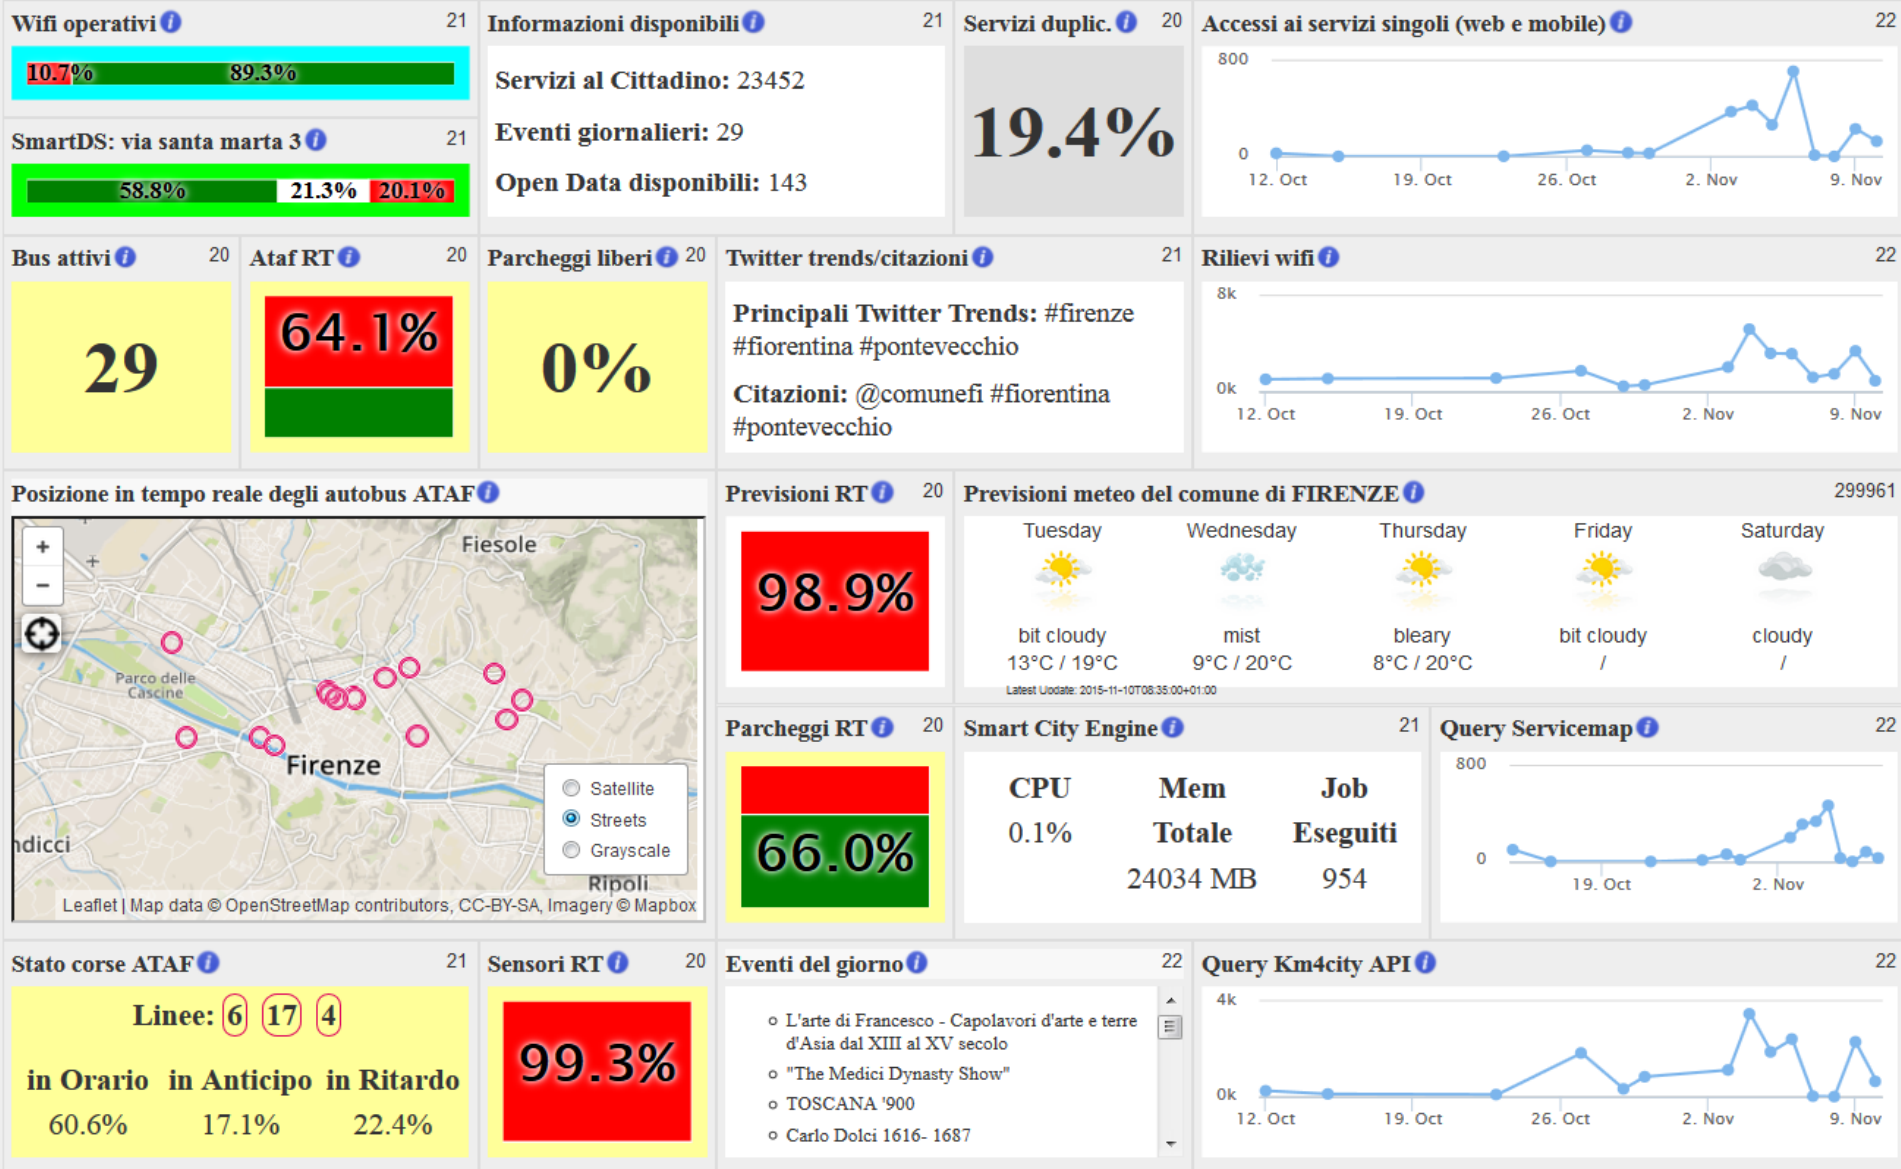 Wifi operativi i 21
10.7% 89.3%
SmartDS: via santa marta 3 i 21
58.8% 21.3% 20.1%
Informazioni disponibili i 21
Servizi al Cittadino: 23452
Eventi giornalieri: 29
Open Data disponibili: 143
Servizi duplic. i 20
19.4%
Accessi ai servizi singoli (web e mobile) i 22
800
0
12. Oct 19. Oct 26. Oct 2. Nov 9. Nov
Bus attivi i 20
29
Ataf RT i 20
64.1%
Parcheggi liberi i 20
0%
Twitter trends/citazioni i 21
Principali Twitter Trends: #firenze
#fiorentina #pontevecchio
Citazioni: @comunefi #fiorentina
#pontevecchio
Rilievi wifi i 22
8k
0k
12. Oct 19. Oct 26. Oct 2. Nov 9. Nov
Posizione in tempo reale degli autobus ATAF i
+
−
Fiesole
Parco delle
Cascine
Firenze
ndicci
Ripoli
Satellite
Streets
Grayscale
Leaflet | Map data © OpenStreetMap contributors, CC-BY-SA, Imagery © Mapbox
Previsioni RT i 20
98.9%
Previsioni meteo del comune di FIRENZE i 299961
Tuesday Wednesday Thursday Friday Saturday
bit cloudy mist bleary bit cloudy cloudy
13°C / 19°C 9°C / 20°C 8°C / 20°C / /
Latest Update: 2015-11-10T08:35:00+01:00
Parcheggi RT i 20
66.0%
Smart City Engine i 21
CPU Mem Job
0.1% Totale Eseguiti
24034 MB 954
Query Servicemap i 22
800
0
19. Oct 2. Nov
Stato corse ATAF i 21
Linee: 6 17 4
in Orario in Anticipo in Ritardo
60.6% 17.1% 22.4%
Sensori RT i 20
99.3%
Eventi del giorno i 22
L'arte di Francesco - Capolavori d'arte e terre
d'Asia dal XIII al XV secolo
"The Medici Dynasty Show"
TOSCANA '900
Carlo Dolci 1616- 1687
Query Km4city API i 22
4k
0k
12. Oct 19. Oct 26. Oct 2. Nov 9. Nov